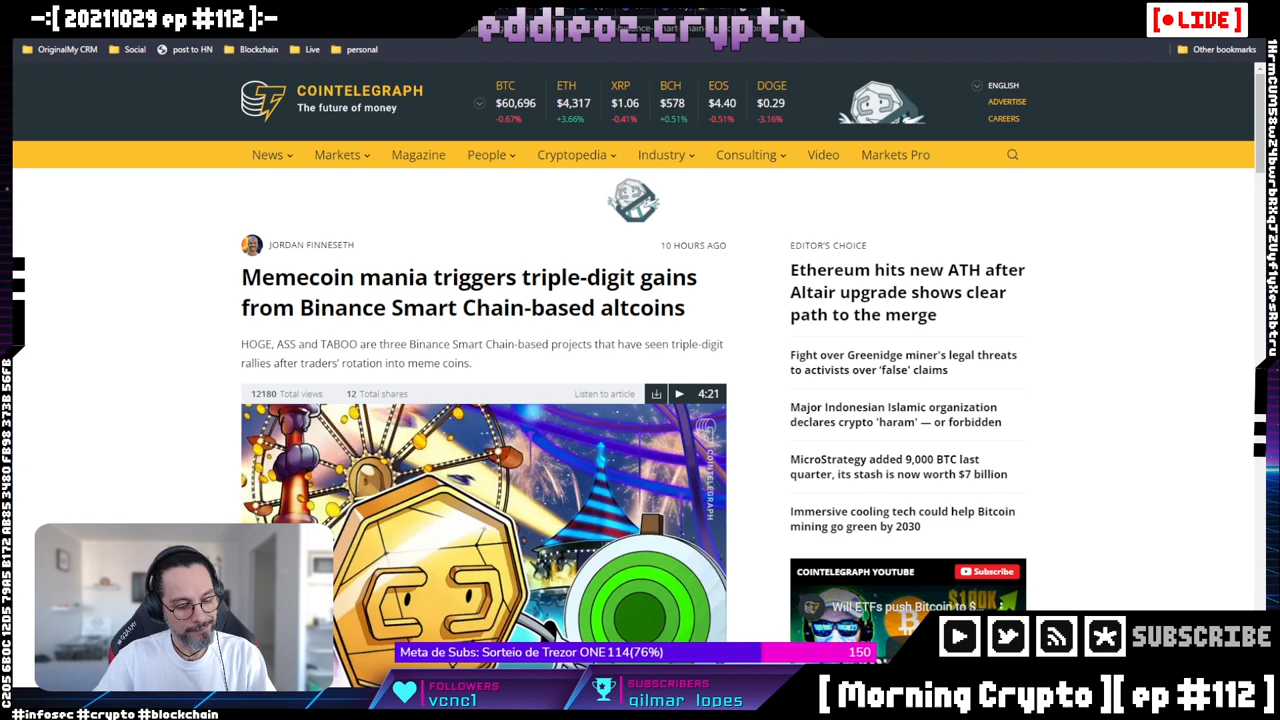 -:[ 20211029 ep #112 ]:-
eddieoz.crypto
[ LIVE ]
OriginalMy CRM
Social
post to HN
Blockchain
Live
personal
Other bookmarks
COINTELEGRAPH
The future of money
BTC ETH XRP BCH EOS DOGE
$60,696 $4,317 $1.06 $578 $4.40 $0.29
-0.67% +3.66% -0.41% +0.51% -0.51% -3.16%
ENGLISH
ADVERTISE
CAREERS
News Markets Magazine People Cryptopedia Industry Consulting Video Markets Pro
JORDAN FINNESETH
10 HOURS AGO
Memecoin mania triggers triple-digit gains
from Binance Smart Chain-based altcoins
HOGE, ASS and TABOO are three Binance Smart Chain-based projects that have seen triple-digit
rallies after traders' rotation into meme coins.
12180 Total views
12 Total shares
Listen to article
4:21
COINTELEGRAPH
EDITOR'S CHOICE
Ethereum hits new ATH after
Altair upgrade shows clear
path to the merge
Fight over Greenidge miner's legal threats
to activists over 'false' claims
Major Indonesian Islamic organization
declares crypto 'haram' — or forbidden
MicroStrategy added 9,000 BTC last
quarter, its stash is now worth $7 billion
Immersive cooling tech could help Bitcoin
mining go green by 2030
COINTELEGRAPH YOUTUBE
Subscribe
Will ETFs push Bitcoin to $...
$100K
Meta de Subs: Sorteio de Trezor ONE 114(76%)
150
FOLLOWERS
vcnc1
SUBSCRIBERS
gilmar_lopes
SUBSCRIBE
[ Morning Crypto ][ ep #112 ]
#infosec #crypto #blockchain